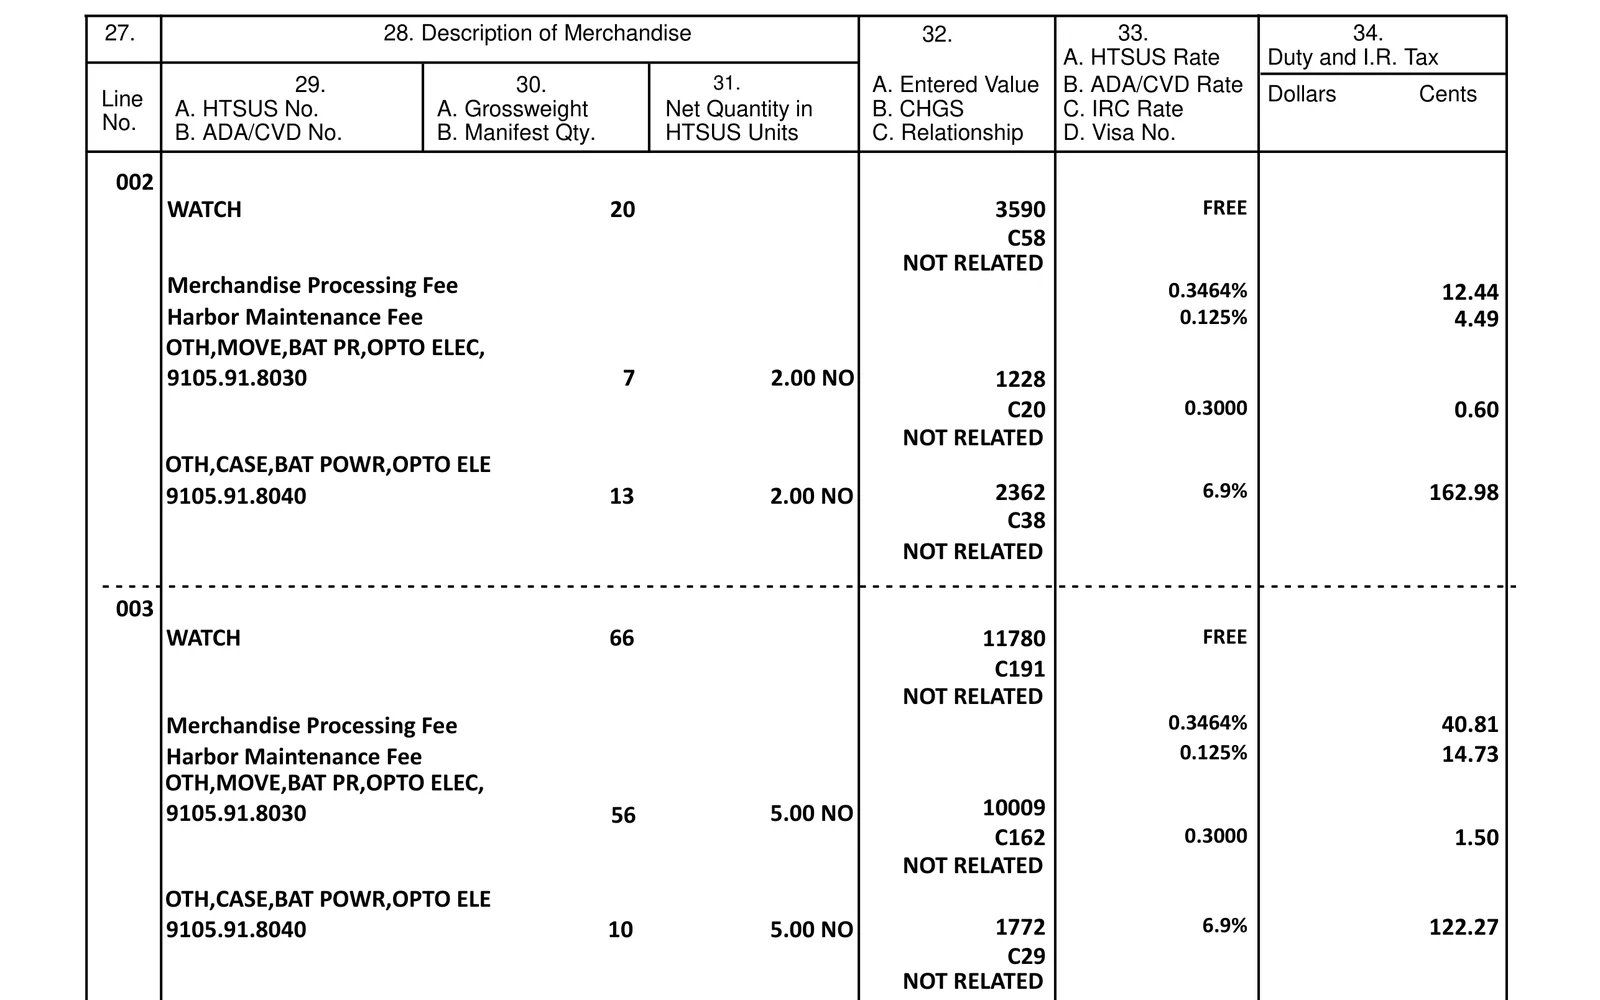 27. 28. Description of Merchandise 32. 33. 34.
A. HTSUS Rate Duty and I.R. Tax
Line No. 29. 30. 31.
A. Entered Value B. ADA/CVD Rate Dollars Cents
A. HTSUS No. A. Grossweight Net Quantity in B. CHGS C. IRC Rate
B. ADA/CVD No. B. Manifest Qty. HTSUS Units C. Relationship D. Visa No.
002
WATCH 20 3590 FREE
C58
NOT RELATED
Merchandise Processing Fee 0.3464% 12.44
Harbor Maintenance Fee 0.125% 4.49
OTH,MOVE,BAT PR,OPTO ELEC,
9105.91.8030 7 2.00 NO 1228
C20 0.3000 0.60
NOT RELATED
OTH,CASE,BAT POWR,OPTO ELE
9105.91.8040 13 2.00 NO 2362 6.9% 162.98
C38
NOT RELATED
003
WATCH 66 11780 FREE
C191
NOT RELATED
Merchandise Processing Fee 0.3464% 40.81
Harbor Maintenance Fee 0.125% 14.73
OTH,MOVE,BAT PR,OPTO ELEC,
9105.91.8030 56 5.00 NO 10009
C162 0.3000 1.50
NOT RELATED
OTH,CASE,BAT POWR,OPTO ELE
9105.91.8040 10 5.00 NO 1772 6.9% 122.27
C29
NOT RELATED